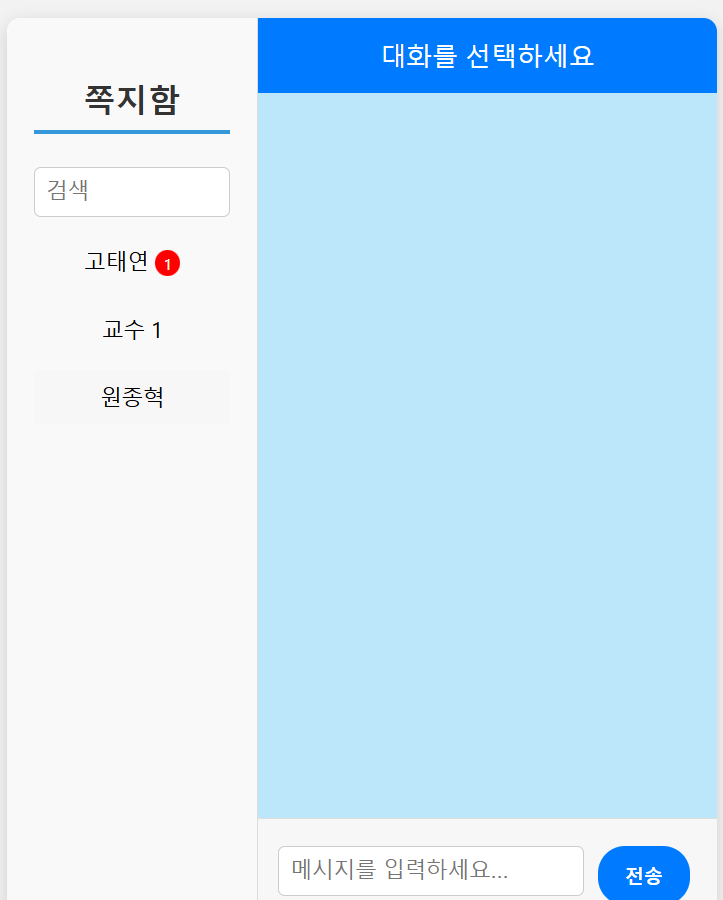 쪽지함
검색
고태연 1
교수 1
원종혁
대화를 선택하세요
메시지를 입력하세요...
전송